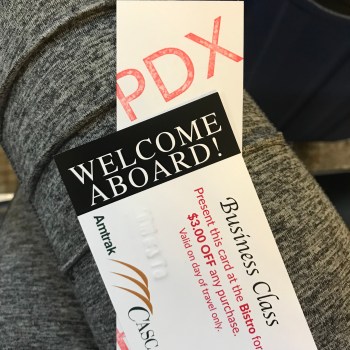 PDX
WELCOME
ABOARD!
Business Class
Present this card at the Bistro for
$3.00 OFF any purchase.
Valid on day of travel only.
Amtrak
CASC